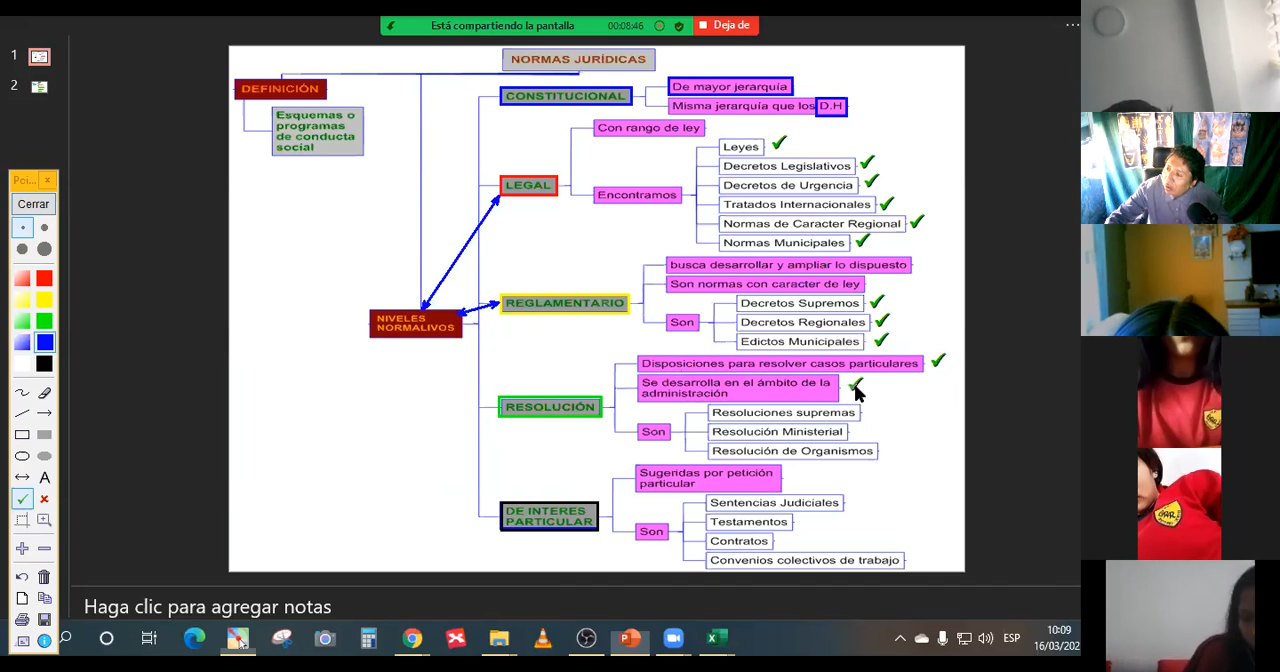 Está compartiendo la pantalla
00:05:46
Deja de
1
2
Poi...
Cerrar
A
NORMAS JURÍDICAS
DEFINICIÓN
Esquemas o
programas
de conducta
social
NIVELES
NORMALIVOS
CONSTITUCIONAL
De mayor jerarquía
Misma jerarquía que los D.H
LEGAL
Con rango de ley
Encontramos
Leyes
Decretos Legislativos
Decretos de Urgencia
Tratados Internacionales
Normas de Caracter Regional
Normas Municipales
REGLAMENTARIO
busca desarrollar y ampliar lo dispuesto
Son normas con caracter de ley
Son
Decretos Supremos
Decretos Regionales
Edictos Municipales
RESOLUCIÓN
Disposiciones para resolver casos particulares
Se desarrolla en el ámbito de la
administración
Son
Resoluciones supremas
Resolución Ministerial
Resolución de Organismos
DE INTERES
PARTICULAR
Sugeridas por petición
particular
Son
Sentencias Judiciales
Testamentos
Contratos
Convenios colectivos de trabajo
Haga clic para agregar notas
ESP
10:09
16/03/202